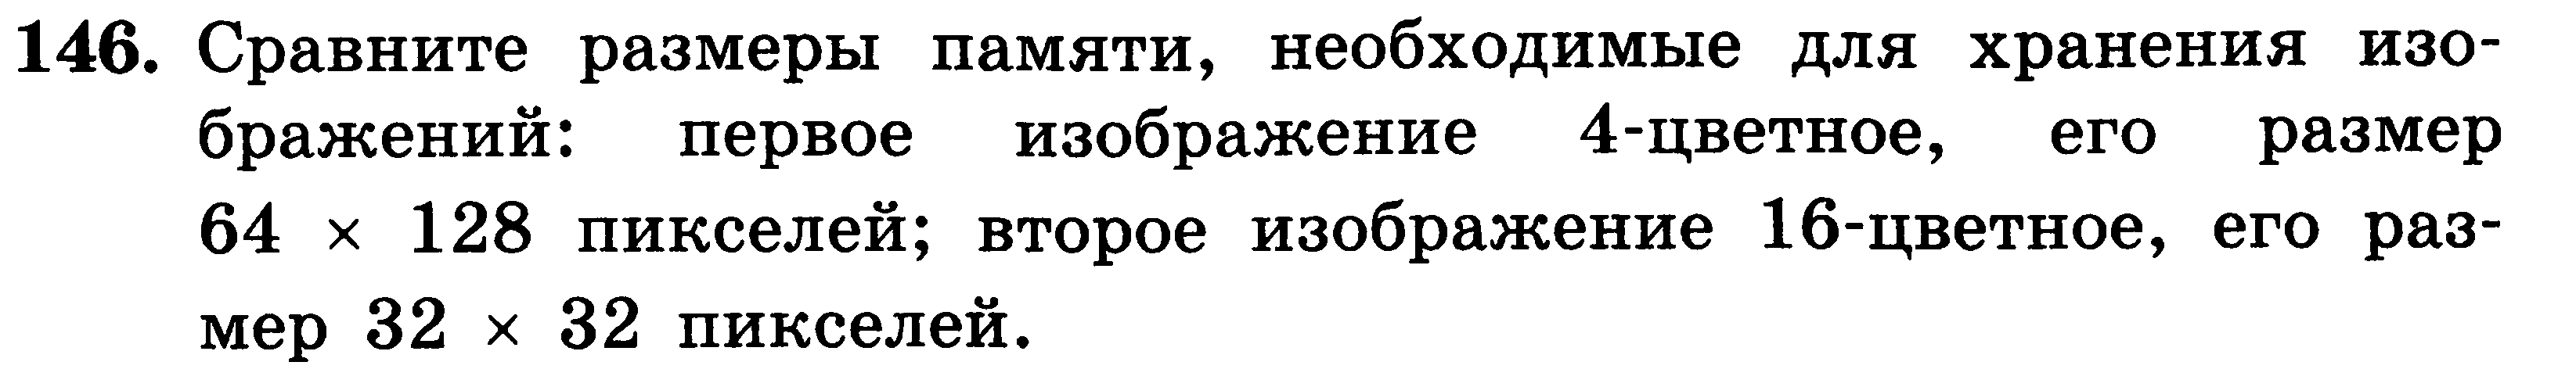 146. Сравните размеры памяти, необходимые для хранения изо-
бражений: первое изображение 4-цветное, его размер
64 × 128 пикселей; второе изображение 16-цветное, его раз-
мер 32 × 32 пикселей.